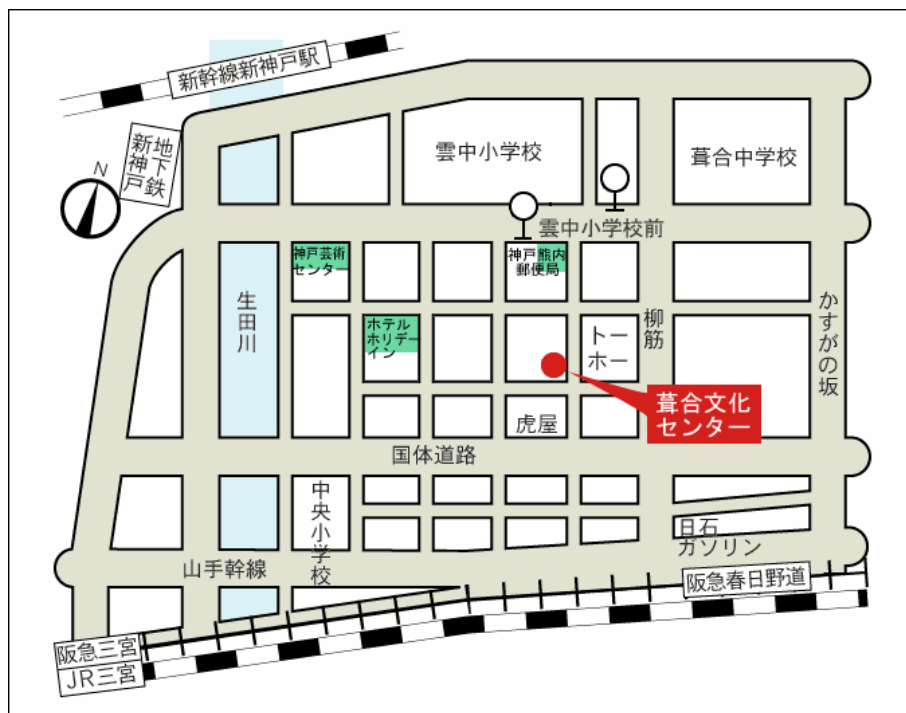 新幹線新神戸駅
地下鉄
新神戸
N
雲中小学校
葺合中学校
雲中小学校前
神戸芸術
センター
神戸熊内
郵便局
生田川
ホテル
ホリデー
イン
トー
ホー
柳筋
かすがの坂
葺合文化
センター
虎屋
国体道路
中央小学校
日石
ガソリン
山手幹線
阪急春日野道
阪急三宮
JR三宮